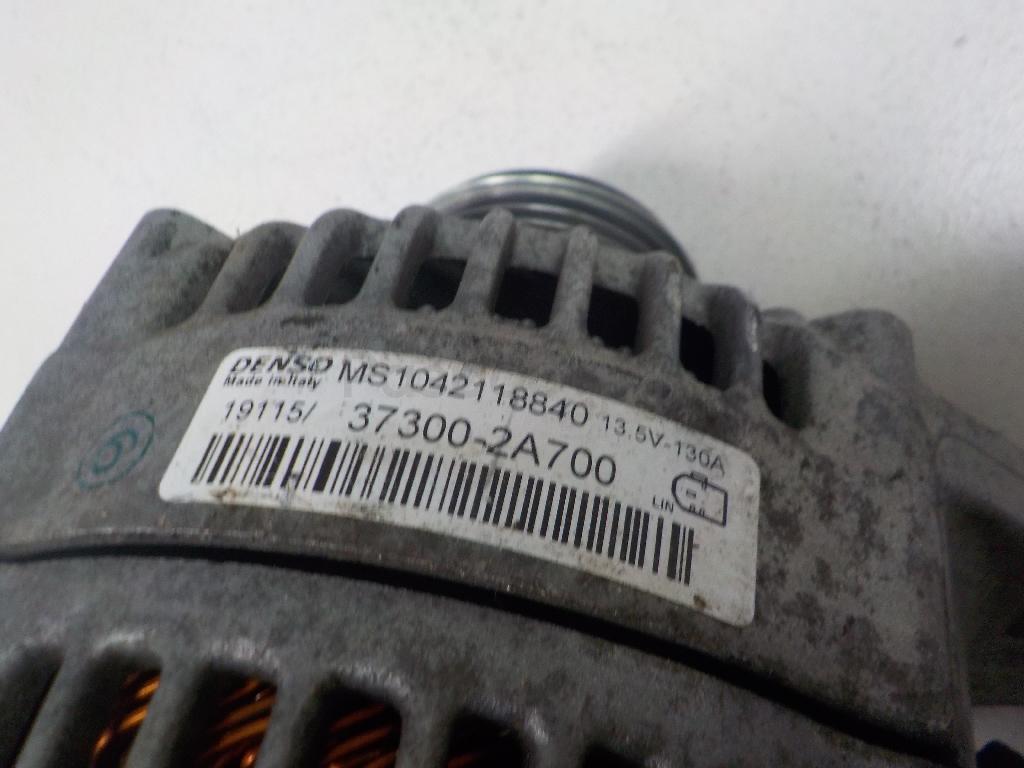 DENSO MS1042118840 13.5V-130A
Made in Italy
19115/ 37300-2A700
LIN